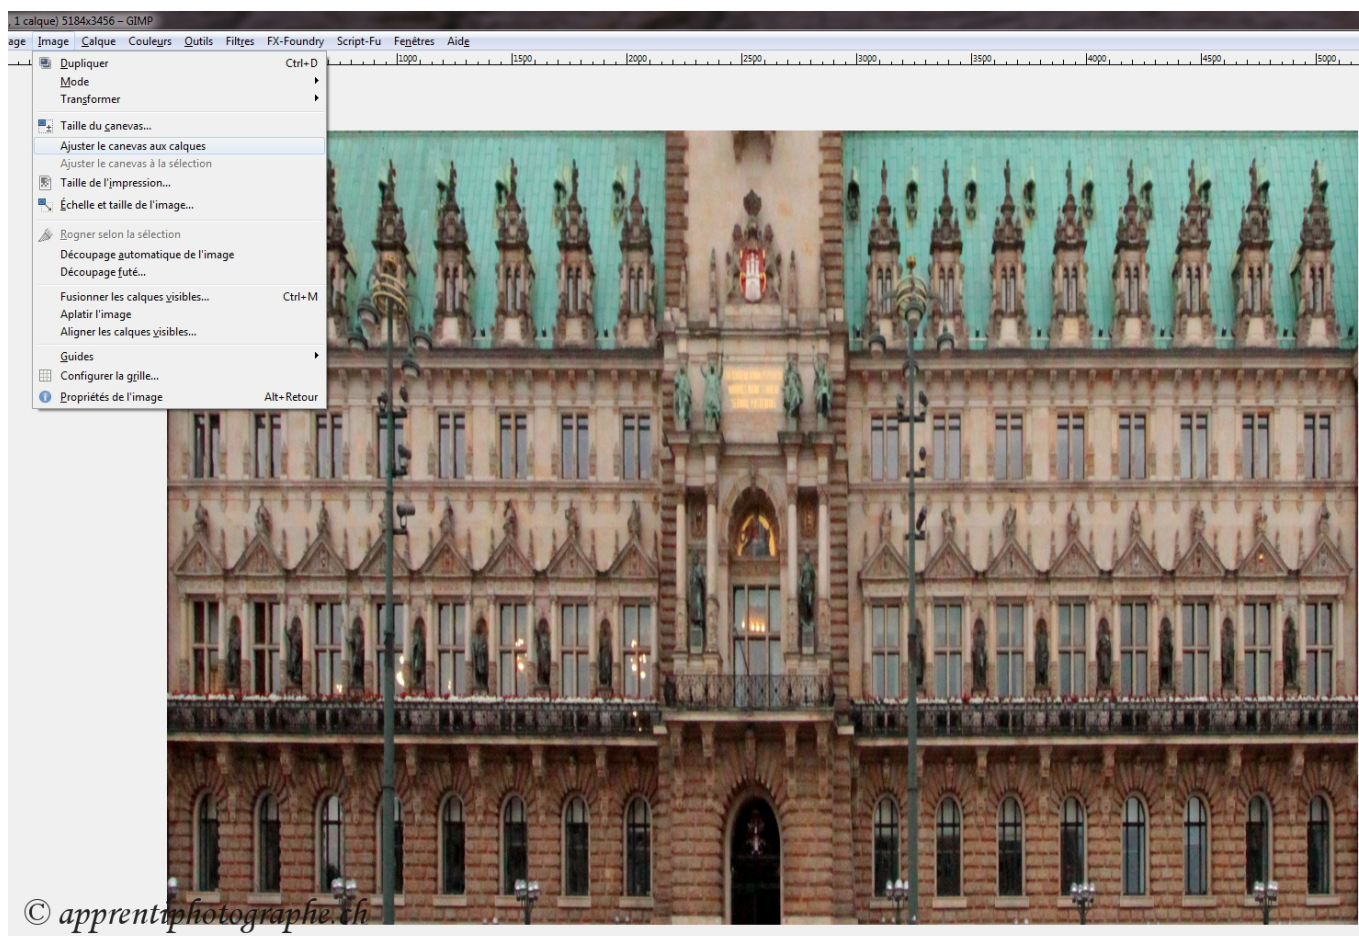 , 1 calque) 5184x3456 – GIMP
age Image Calque Couleurs Outils Filtres FX-Foundry Script-Fu Fenêtres Aide
1000 1500 2000 2500 3000 3500 4000 4500 5000
Dupliquer Ctrl+D
Mode
Transformer
Taille du canevas...
Ajuster le canevas aux calques
Ajuster le canevas à la sélection
Taille de l'impression...
Échelle et taille de l'image...
Rogner selon la sélection
Découpage automatique de l'image
Découpage futé...
Fusionner les calques visibles... Ctrl+M
Aplatir l'image
Aligner les calques visibles...
Guides
Configurer la grille...
Propriétés de l'image Alt+Retour
© apprentiphotographe.ch